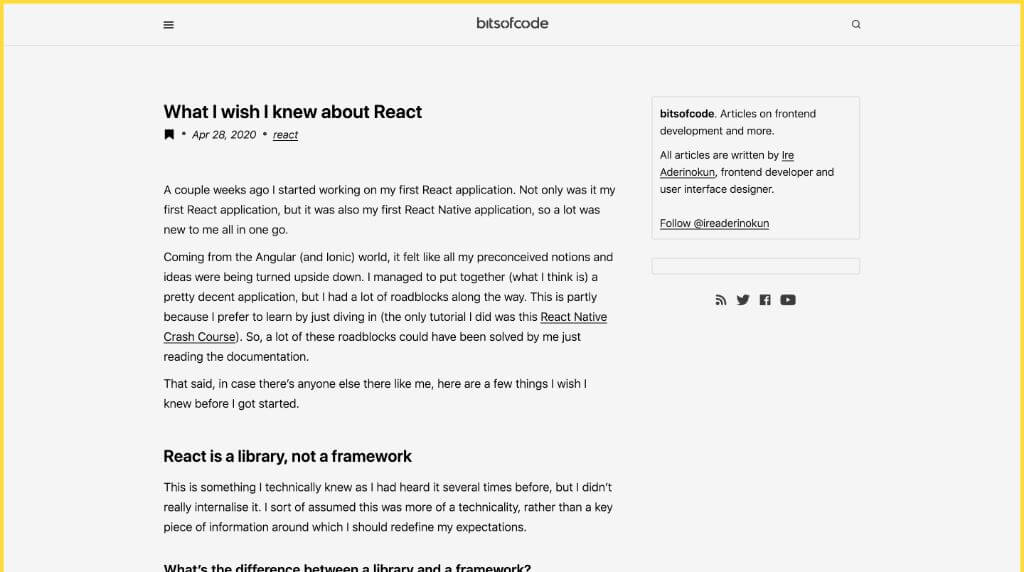 bitsofcode
What I wish I knew about React
• Apr 28, 2020 • react
A couple weeks ago I started working on my first React application. Not only was it my
first React application, but it was also my first React Native application, so a lot was
new to me all in one go.
Coming from the Angular (and Ionic) world, it felt like all my preconceived notions and
ideas were being turned upside down. I managed to put together (what I think is) a
pretty decent application, but I had a lot of roadblocks along the way. This is partly
because I prefer to learn by just diving in (the only tutorial I did was this React Native
Crash Course). So, a lot of these roadblocks could have been solved by me just
reading the documentation.
That said, in case there’s anyone else there like me, here are a few things I wish I
knew before I got started.
React is a library, not a framework
This is something I technically knew as I had heard it several times before, but I didn’t
really internalise it. I sort of assumed this was more of a technicality, rather than a key
piece of information around which I should redefine my expectations.
What’s the difference between a library and a framework?
bitsofcode. Articles on frontend
development and more.
All articles are written by Ire
Aderinokun, frontend developer and
user interface designer.
Follow @ireaderinokun